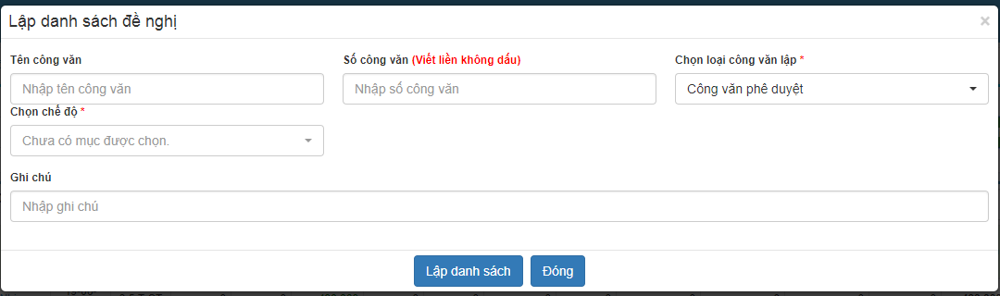 Lập danh sách đề nghị ×
Tên công văn Số công văn (Viết liền không dấu) Chọn loại công văn lập *
Nhập tên công văn Nhập số công văn Công văn phê duyệt
Chọn chế độ *
Chưa có mục được chọn.
Ghi chú
Nhập ghi chú
Lập danh sách Đóng